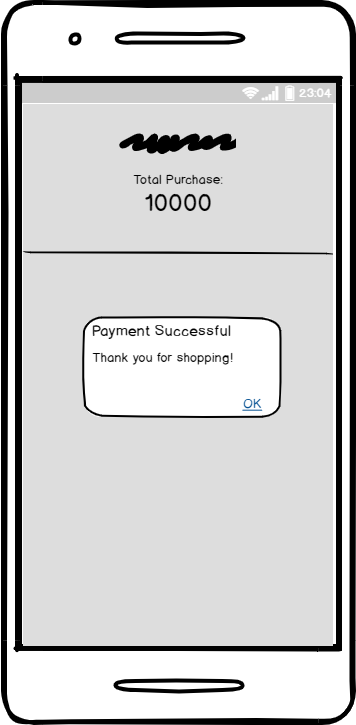 23:04
Total Purchase:
10000
Payment Successful
Thank you for shopping!
OK